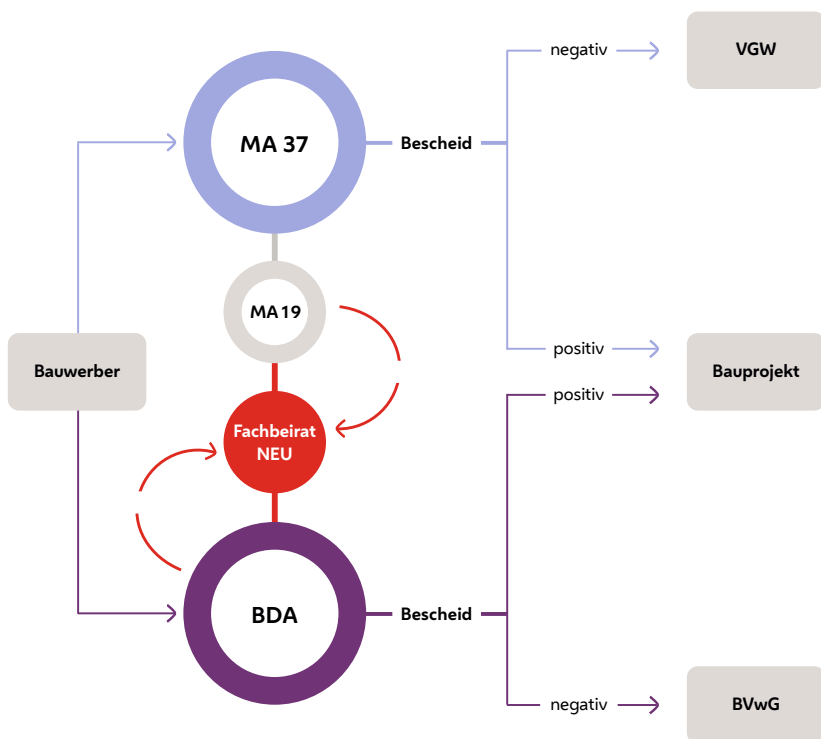 negativ
VGW
MA 37
Bescheid
MA 19
positiv
Bauwerber
Bauprojekt
positiv
Fachbeirat
NEU
BDA
Bescheid
negativ
BVwG